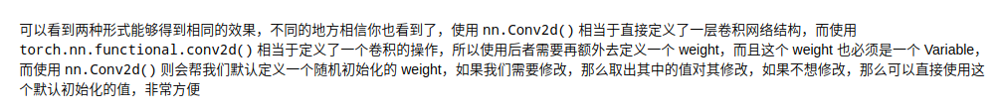 可以看到两种形式能够得到相同的效果，不同的地方相信你也看到了，使用 nn.Conv2d() 相当于直接定义了一层卷积网络结构，而使用
torch.nn.functional.conv2d() 相当于定义了一个卷积的操作，所以使用后者需要再额外去定义一个 weight，而且这个 weight 也必须是一个 Variable，
而使用 nn.Conv2d() 则会帮我们默认定义一个随机初始化的 weight，如果我们需要修改，那么取出其中的值对其修改，如果不想修改，那么可以直接使用这
个默认初始化的值，非常方便